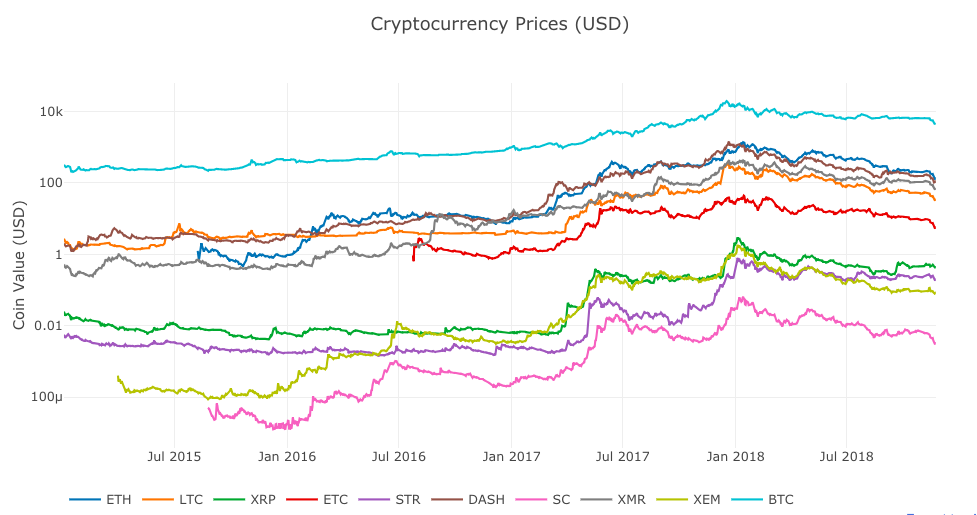 Cryptocurrency Prices (USD)
Coin Value (USD)
10k
100
1
0.01
100μ
Jul 2015
Jan 2016
Jul 2016
Jan 2017
Jul 2017
Jan 2018
Jul 2018
ETH
LTC
XRP
ETC
STR
DASH
SC
XMR
XEM
BTC